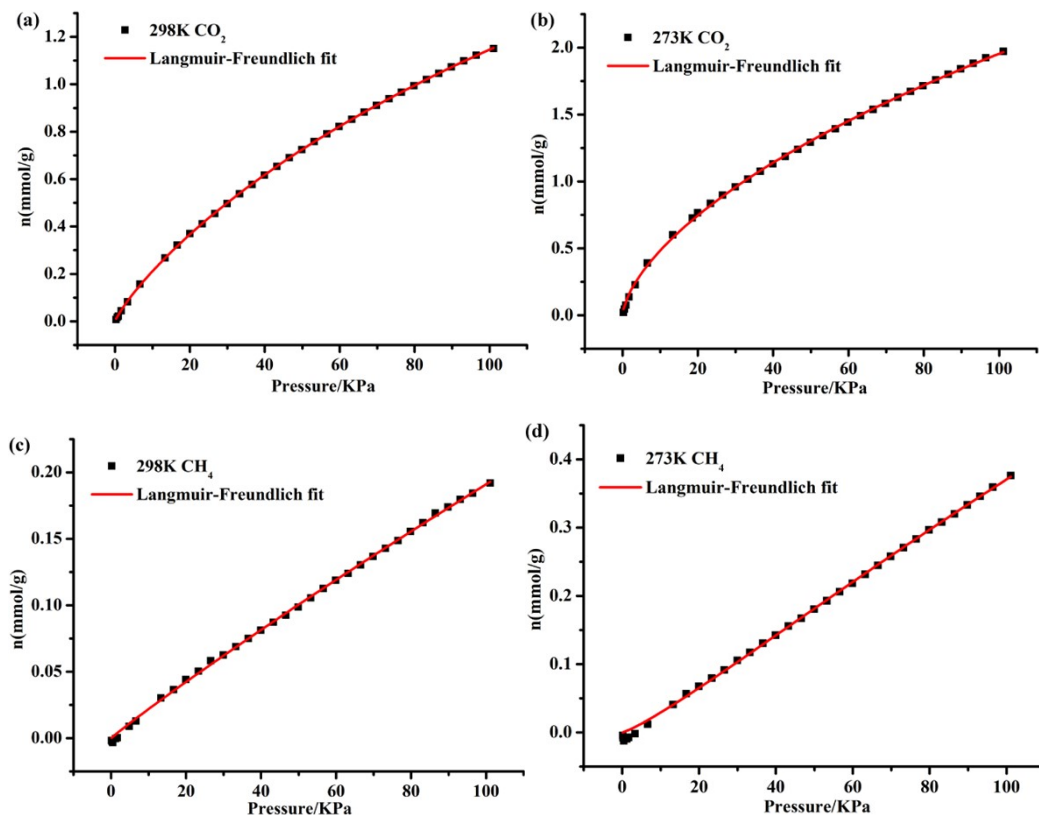 (a)
298K CO2
Langmuir-Freundlich fit
n(mmol/g)
1.2
1.0
0.8
0.6
0.4
0.2
0.0
0 20 40 60 80 100
Pressure/KPa
(b)
273K CO2
Langmuir-Freundlich fit
n(mmol/g)
2.0
1.5
1.0
0.5
0.0
0 20 40 60 80 100
Pressure/KPa
(c)
298K CH4
Langmuir-Freundlich fit
n(mmol/g)
0.20
0.15
0.10
0.05
0.00
0 20 40 60 80 100
Pressure/KPa
(d)
273K CH4
Langmuir-Freundlich fit
n(mmol/g)
0.4
0.3
0.2
0.1
0.0
0 20 40 60 80 100
Pressure/KPa